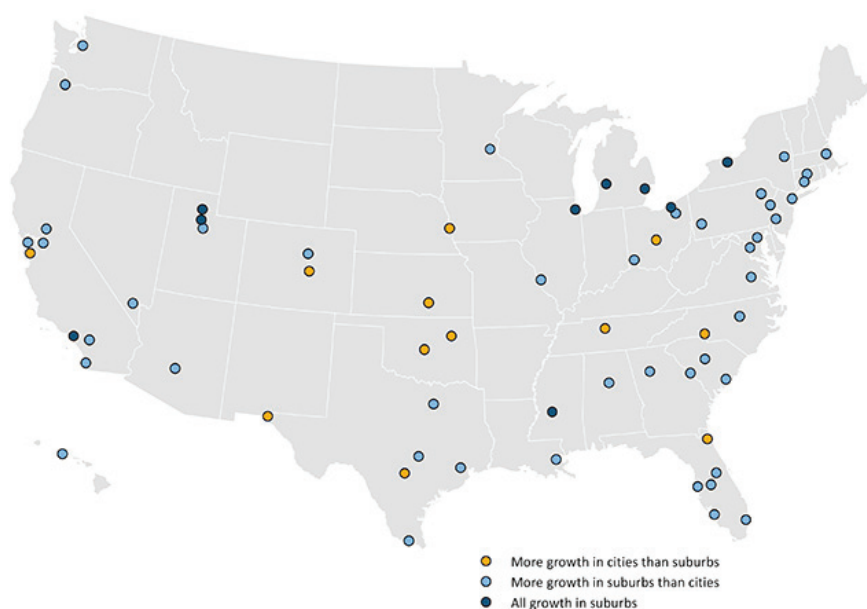 More growth in cities than suburbs
More growth in suburbs than cities
All growth in suburbs